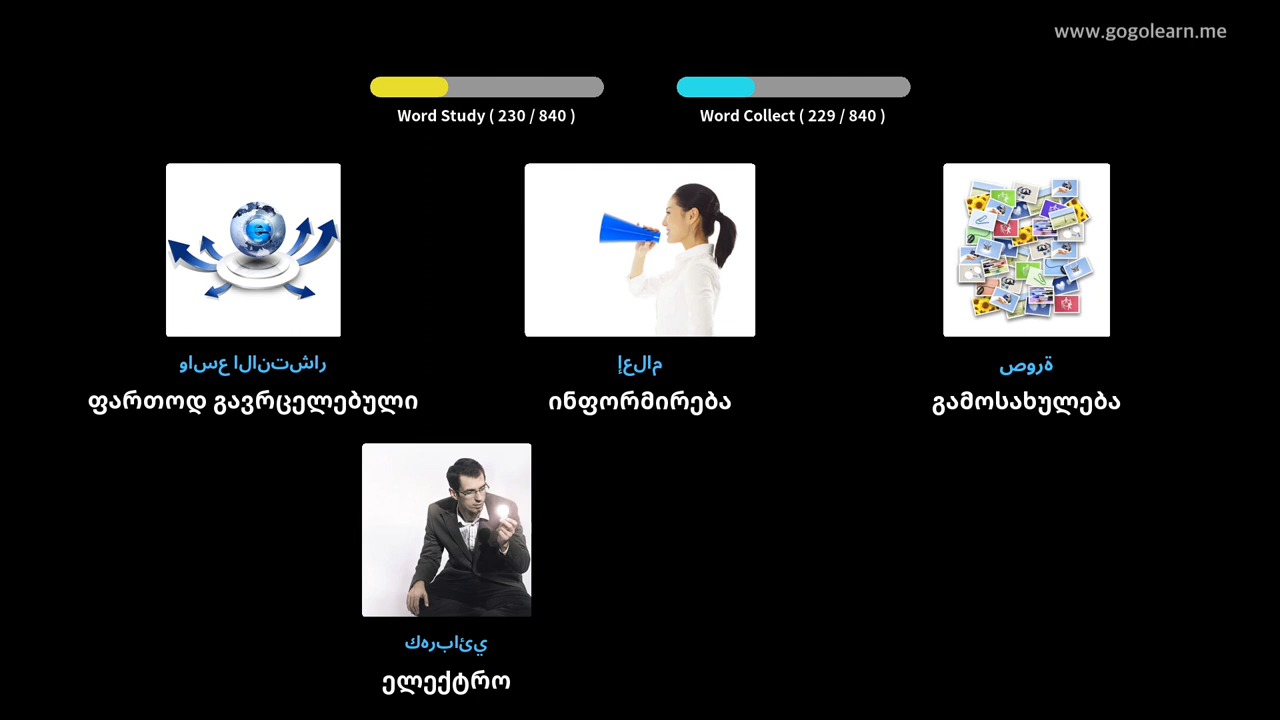 www.gogolearn.me
Word Study ( 230 / 840 )
Word Collect ( 229 / 840 )
واسع الانتشار
ფართოდ გავრცელებული
إعلام
ინფორმირება
صورة
გამოსახულება
كهربائي
ელექტრო